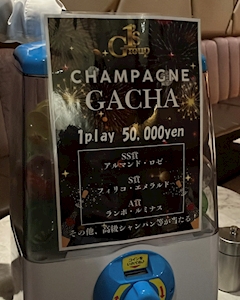 1's
Group
CHAMPAGNE
GACHA
1play 50.000yen
SS賞
アルマンド・ロゼ
S賞
フィリコ・エメラルド
A賞
ランボ・ルミナス
その他、高級シャンパン等が当たる!